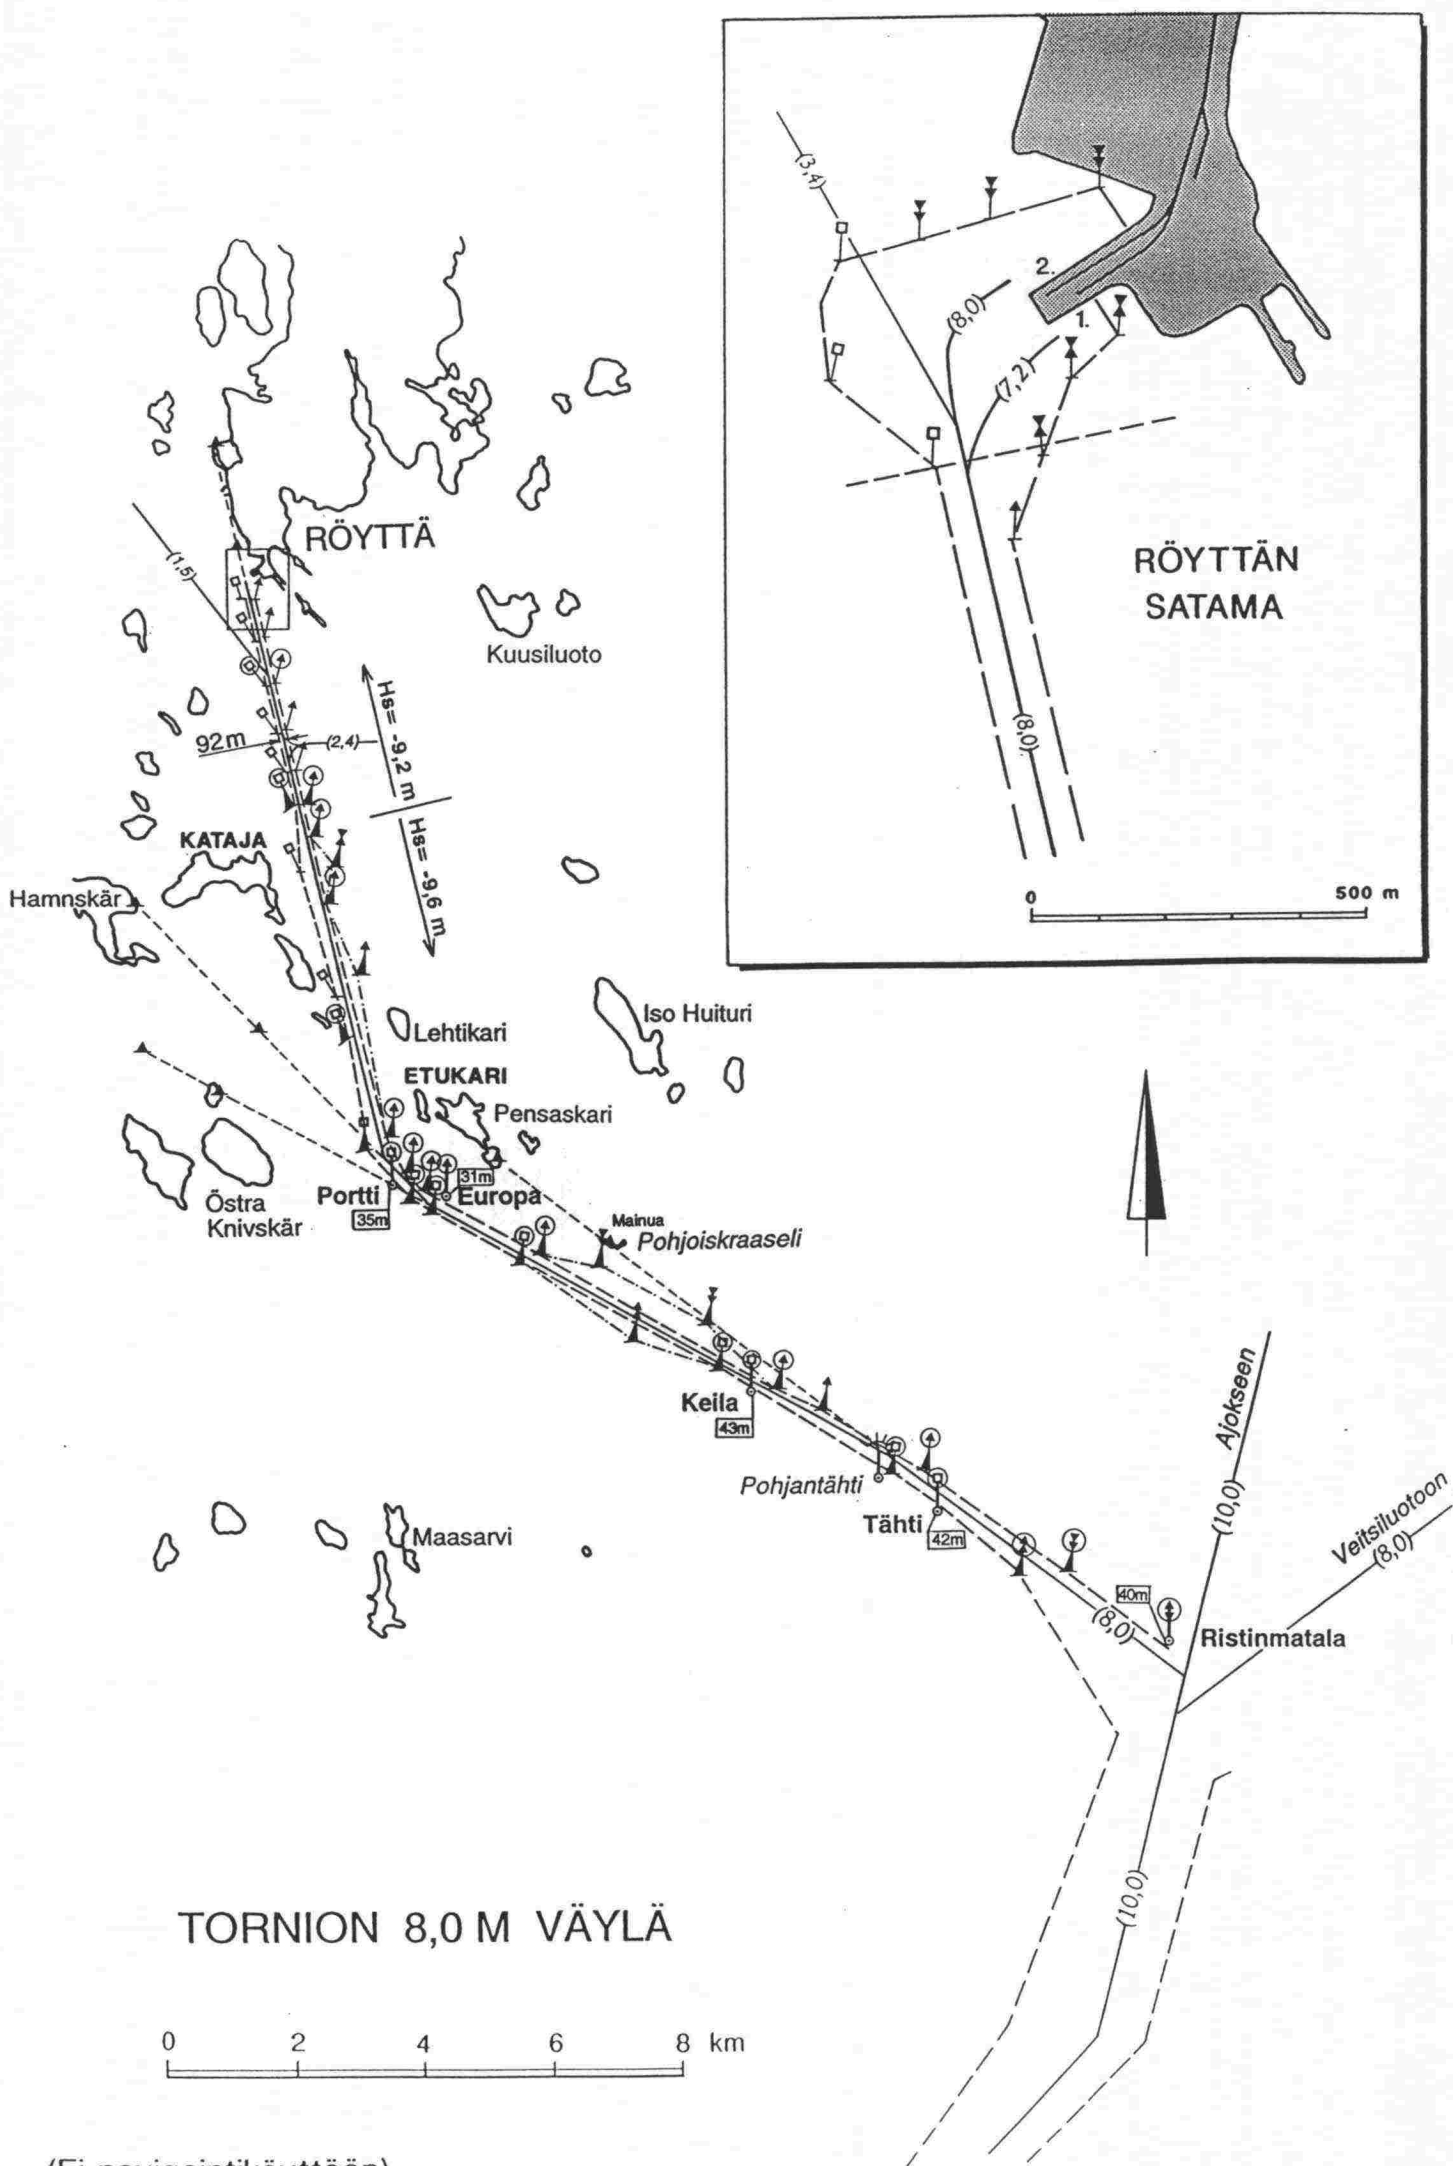 (3,4)
2.
(8,0)
1.
(7,2)
RÖYTTÄN
SATAMA
(8,0)
0 500 m
RÖYTTÄ
(1,5)
Kuusiluoto
Hs= -9,2 m
92m
(2,4)
Hs= -9,6 m
KATAJA
Hamnskär
Iso Huituri
Lehtikari
ETUKARI
Pensaskari
31m
Portti
Europa
35m
Östra
Knivskär
Mainua
Pohjoiskraaseli
Keila
43m
Ajokseen
Pohjantähti
(10,0)
Veitsiluotoon
(8,0)
Tähti
42m
Maasarvi
40m
(8,0)
Ristinmatala
(10,0)
TORNION 8,0 M VÄYLÄ
0 2 4 6 8 km
(Ei navigointikäyttöön)